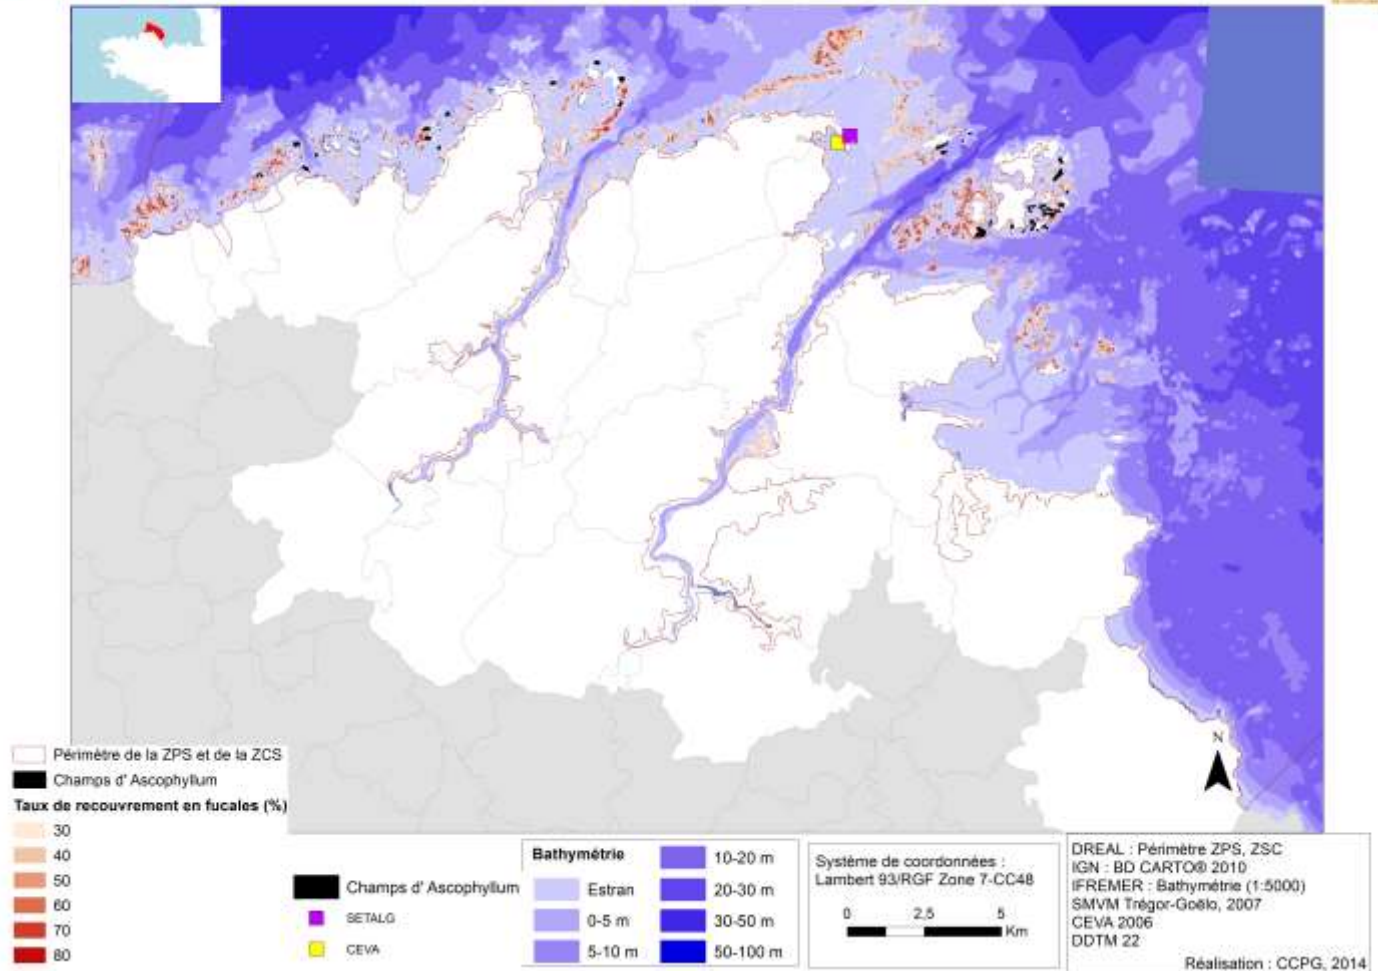 N
Périmètre de la ZPS et de la ZCS
Champs d' Ascophyllum
Taux de recouvrement en fucales (%)
30
40
50
60
70
80
Champs d' Ascophyllum
SETALG
CEVA
Bathymétrie
Estran
0-5 m
5-10 m
10-20 m
20-30 m
30-50 m
50-100 m
Système de coordonnées :
Lambert 93/RGF Zone 7-CC48
0 2,5 5
Km
DREAL : Périmètre ZPS, ZSC
IGN : BD CARTO® 2010
IFREMER : Bathymétrie (1:5000)
SMVM Trégor-Goëlo, 2007
CEVA 2006
DDTM 22
Réalisation : CCPG, 2014